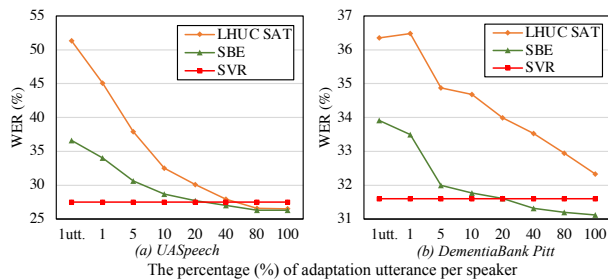 55
50
45
40
35
30
25
WER (%)
LHUC SAT
SBE
SVR
1utt. 1 5 10 20 40 80 100
(a) UASpeech
37
36
35
34
33
32
31
WER (%)
LHUC SAT
SBE
SVR
1utt. 1 5 10 20 40 80 100
(b) DementiaBank Pitt
The percentage (%) of adaptation utterance per speaker